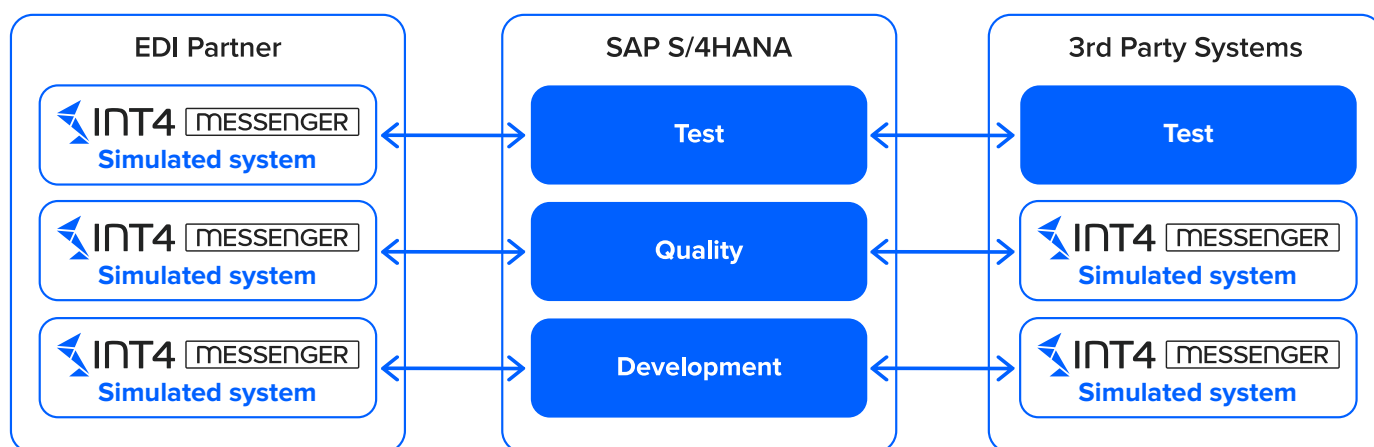 EDI Partner
INT4 MESSENGER
Simulated system
INT4 MESSENGER
Simulated system
INT4 MESSENGER
Simulated system
SAP S/4HANA
Test
Quality
Development
3rd Party Systems
Test
INT4 MESSENGER
Simulated system
INT4 MESSENGER
Simulated system